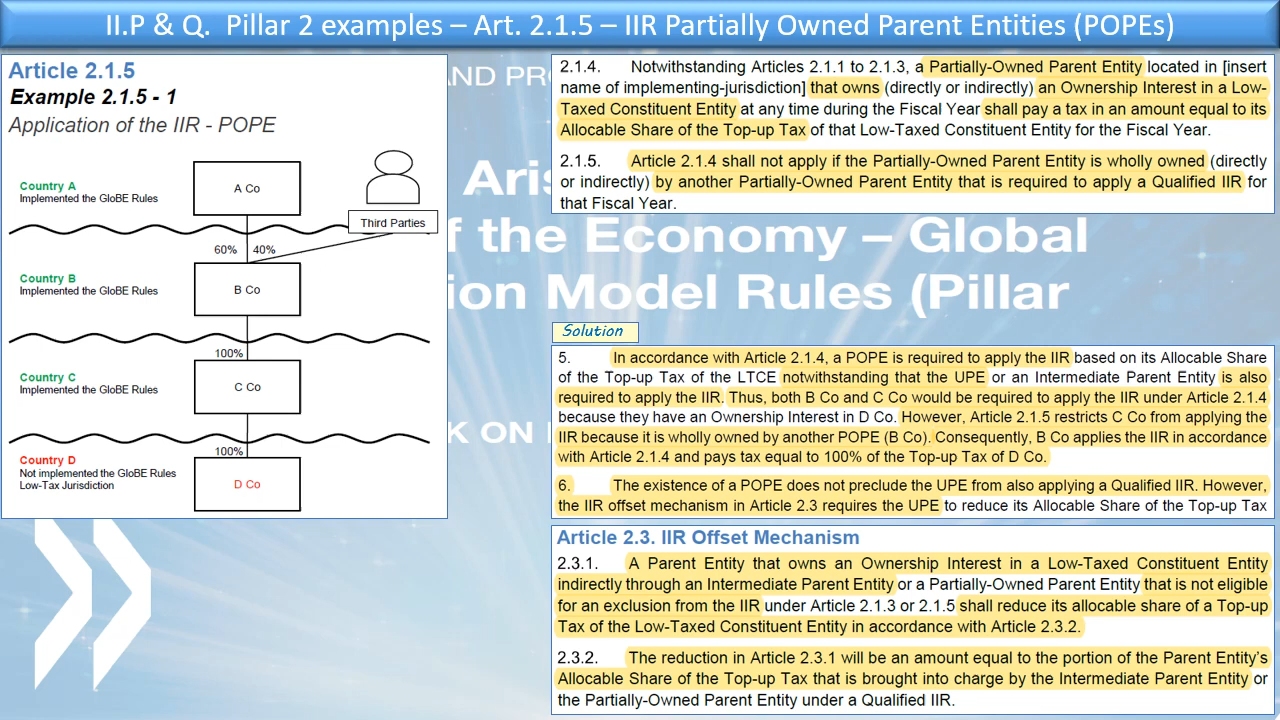 II.P & Q. Pillar 2 examples – Art. 2.1.5 – IIR Partially Owned Parent Entities (POPEs)
Article 2.1.5
Example 2.1.5 - 1
Application of the IIR - POPE
A Co
Country A
Implemented the GloBE Rules
Third Parties
60%
40%
Country B
Implemented the GloBE Rules
B Co
100%
Country C
Implemented the GloBE Rules
C Co
100%
Country D
Not implemented the GloBE Rules
Low-Tax Jurisdiction
D Co
AND PRO
Aris
f the Economy – Global
ion Model Rules (Pillar
K ON
2.1.4. Notwithstanding Articles 2.1.1 to 2.1.3, a Partially-Owned Parent Entity located in [insert
name of implementing-jurisdiction] that owns (directly or indirectly) an Ownership Interest in a Low-
Taxed Constituent Entity at any time during the Fiscal Year shall pay a tax in an amount equal to its
Allocable Share of the Top-up Tax of that Low-Taxed Constituent Entity for the Fiscal Year.
2.1.5. Article 2.1.4 shall not apply if the Partially-Owned Parent Entity is wholly owned (directly
or indirectly) by another Partially-Owned Parent Entity that is required to apply a Qualified IIR for
that Fiscal Year.
Solution
5. In accordance with Article 2.1.4, a POPE is required to apply the IIR based on its Allocable Share
of the Top-up Tax of the LTCE notwithstanding that the UPE or an Intermediate Parent Entity is also
required to apply the IIR. Thus, both B Co and C Co would be required to apply the IIR under Article 2.1.4
because they have an Ownership Interest in D Co. However, Article 2.1.5 restricts C Co from applying the
IIR because it is wholly owned by another POPE (B Co). Consequently, B Co applies the IIR in accordance
with Article 2.1.4 and pays tax equal to 100% of the Top-up Tax of D Co.
6. The existence of a POPE does not preclude the UPE from also applying a Qualified IIR. However,
the IIR offset mechanism in Article 2.3 requires the UPE to reduce its Allocable Share of the Top-up Tax
Article 2.3. IIR Offset Mechanism
2.3.1. A Parent Entity that owns an Ownership Interest in a Low-Taxed Constituent Entity
indirectly through an Intermediate Parent Entity or a Partially-Owned Parent Entity that is not eligible
for an exclusion from the IIR under Article 2.1.3 or 2.1.5 shall reduce its allocable share of a Top-up
Tax of the Low-Taxed Constituent Entity in accordance with Article 2.3.2.
2.3.2. The reduction in Article 2.3.1 will be an amount equal to the portion of the Parent Entity's
Allocable Share of the Top-up Tax that is brought into charge by the Intermediate Parent Entity or
the Partially-Owned Parent Entity under a Qualified IIR.